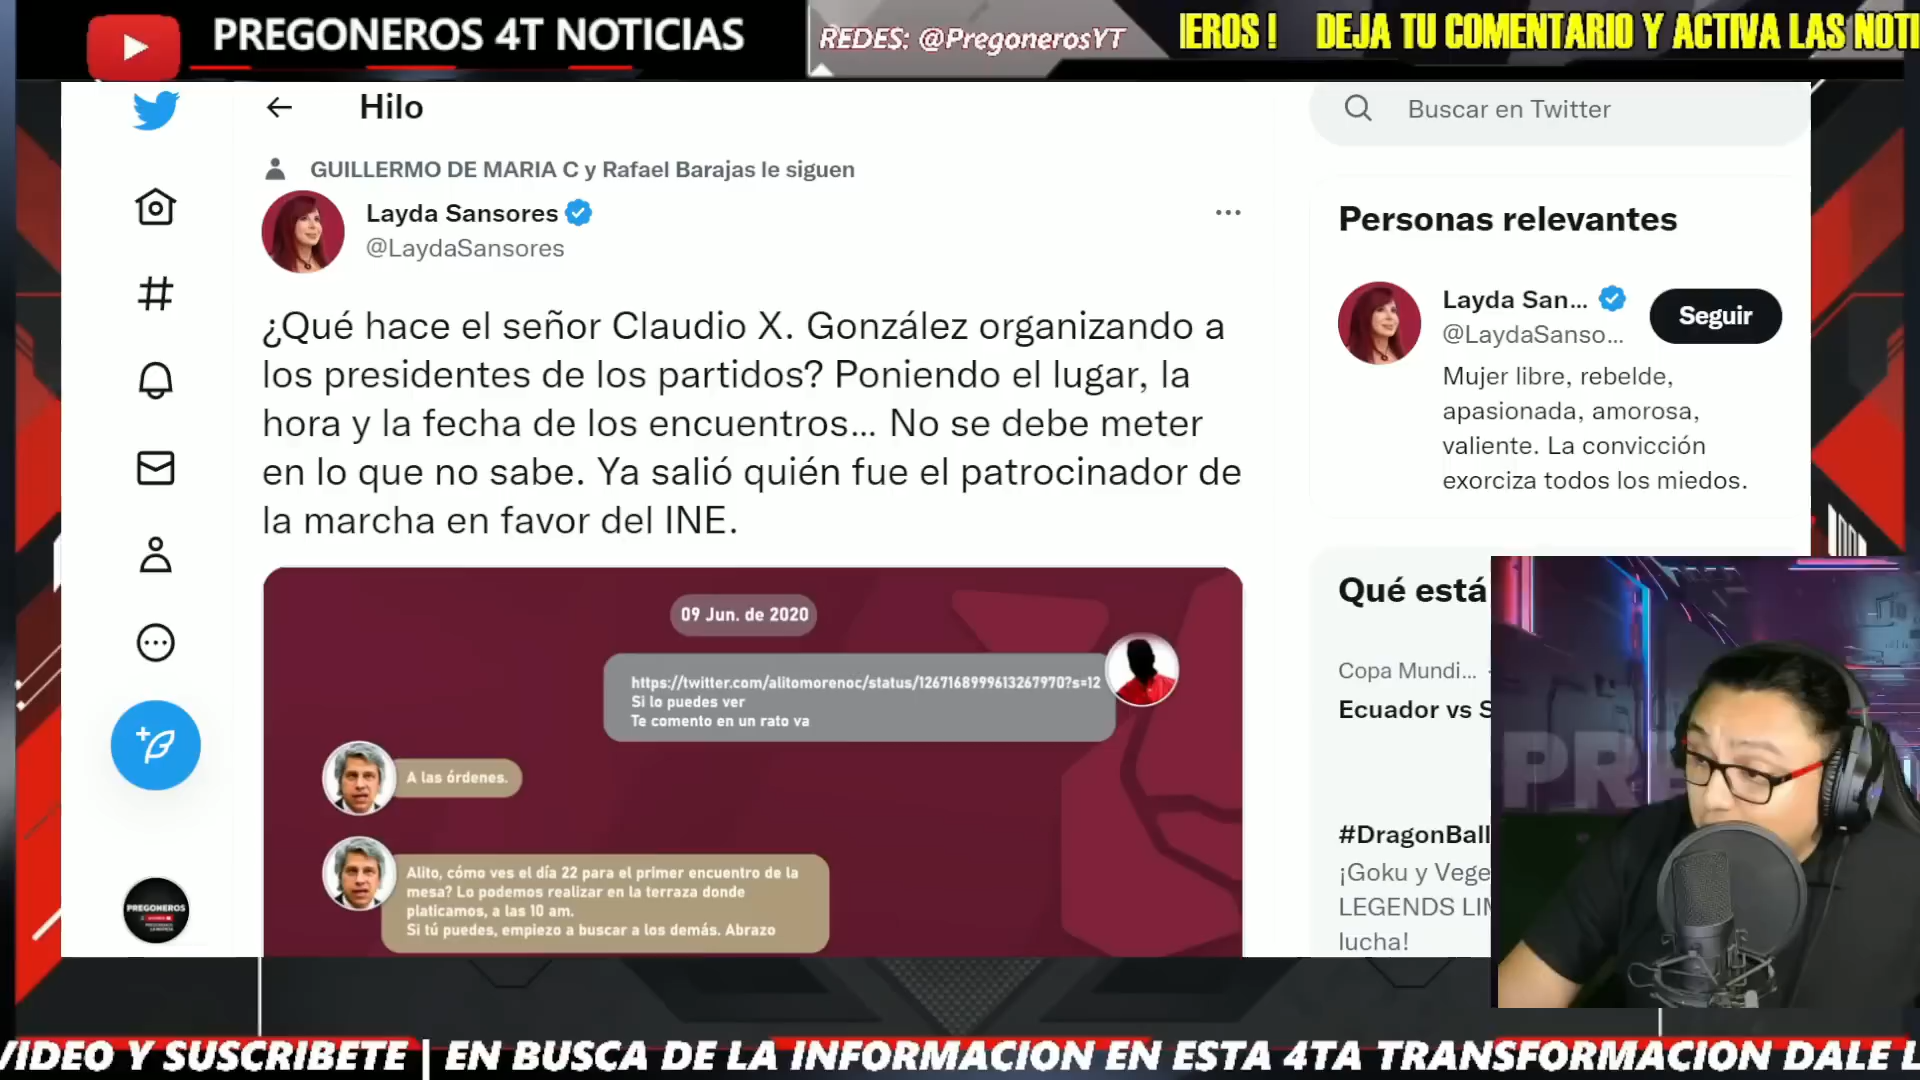 PREGONEROS 4T NOTICIAS
REDES: @PregonerosYT
IEROS ! DEJA TU COMENTARIO Y ACTIVA LAS NOTI
Hilo
Buscar en Twitter
GUILLERMO DE MARIA C y Rafael Barajas le siguen
Layda Sansores
@LaydaSansores
¿Qué hace el señor Claudio X. González organizando a
los presidentes de los partidos? Poniendo el lugar, la
hora y la fecha de los encuentros... No se debe meter
en lo que no sabe. Ya salió quién fue el patrocinador de
la marcha en favor del INE.
09 Jun. de 2020
https://twitter.com/alitomorenoc/status/1267168999613267970?s=12
Si lo puedes ver
Te comento en un rato va
A las órdenes.
Alito, cómo ves el día 22 para el primer encuentro de la
mesa? Lo podemos realizar en la terraza donde
platicamos, a las 10 am.
Si tú puedes, empiezo a buscar a los demás. Abrazo
Personas relevantes
Layda San...
@LaydaSanso...
Seguir
Mujer libre, rebelde,
apasionada, amorosa,
valiente. La convicción
exorciza todos los miedos.
Qué está
Copa Mundi...
Ecuador vs S
#DragonBall
¡Goku y Vege
LEGENDS LIM
lucha!
PREGONEROS
PRE
VIDEO Y SUSCRIBETE | EN BUSCA DE LA INFORMACION EN ESTA 4TA TRANSFORMACION DALE L